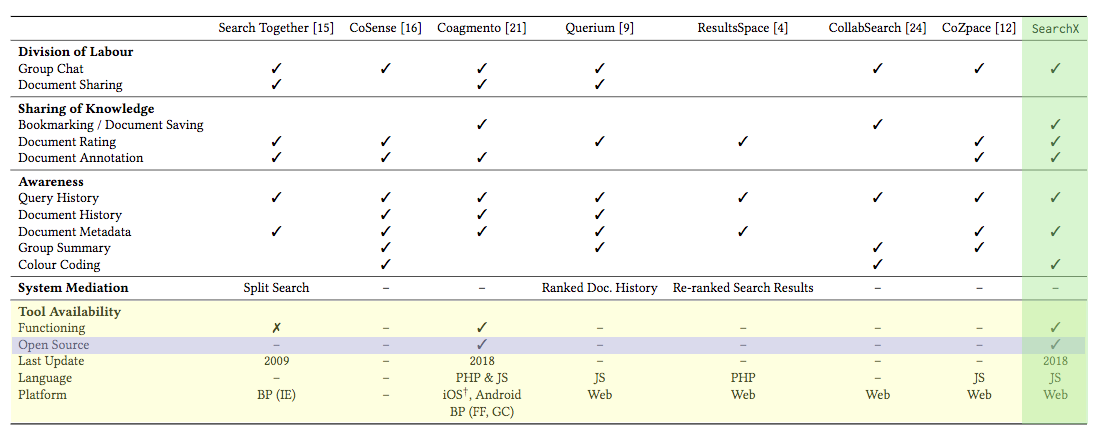 Search Together [15] CoSense [16] Coagmento [21] Querium [9] ResultsSpace [4] CollabSearch [24] CoZpace [12] SearchX
Division of Labour
Group Chat ✓ ✓ ✓ ✓ ✓ ✓ ✓
Document Sharing ✓ ✓ ✓
Sharing of Knowledge
Bookmarking / Document Saving ✓ ✓ ✓
Document Rating ✓ ✓ ✓ ✓ ✓ ✓
Document Annotation ✓ ✓ ✓ ✓ ✓
Awareness
Query History ✓ ✓ ✓ ✓ ✓ ✓ ✓ ✓
Document History ✓ ✓ ✓
Document Metadata ✓ ✓ ✓ ✓ ✓ ✓ ✓
Group Summary ✓ ✓ ✓ ✓
Colour Coding ✓ ✓ ✓
System Mediation Split Search – – Ranked Doc. History Re-ranked Search Results – – –
Tool Availability
Functioning ✗ – ✓ – – – – ✓
Open Source – – ✓ – – – – ✓
Last Update 2009 – 2018 – – – – 2018
Language – – PHP & JS JS PHP – JS JS
Platform BP (IE) – iOS†, Android Web Web Web Web Web
BP (FF, GC)